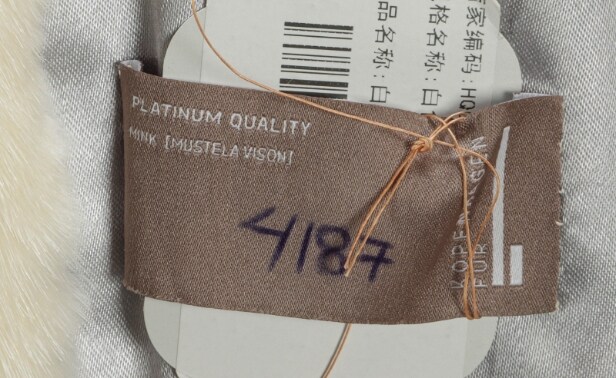 PLATINUM QUALITY
MINK [MUSTELA VISON]
4187
KOPENHAGEN
FUR
商家编码: HQ
格名称: 白
品名称: 白